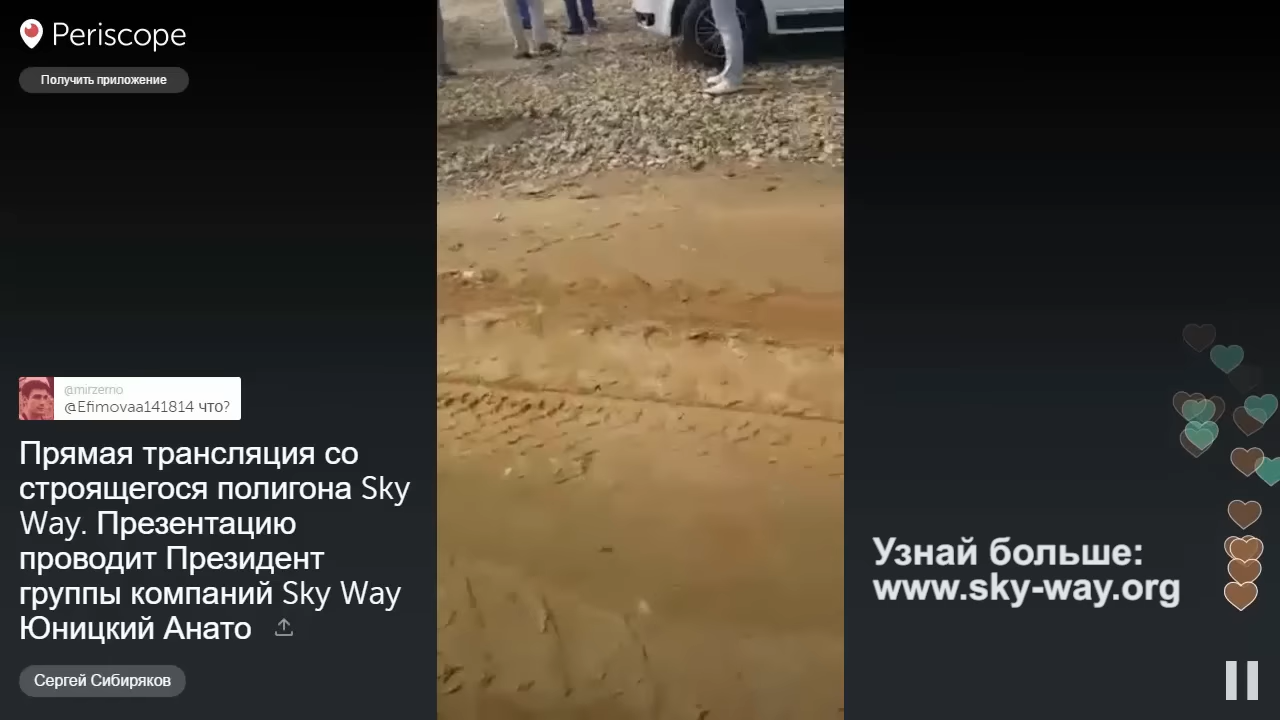 Periscope
Получить приложение
@mirzerno
@Efimovaa141814 что?
Прямая трансляция со
строящегося полигона Sky
Way. Презентацию
проводит Президент
группы компаний Sky Way
Юницкий Анато
Сергей Сибиряков
Узнай больше:
www.sky-way.org